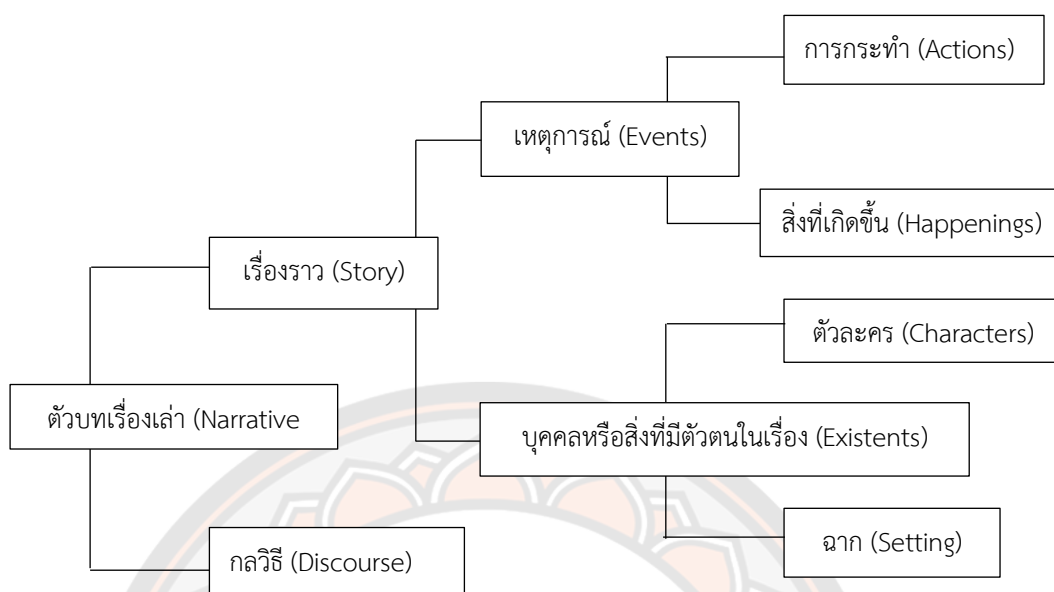 การกระทำ (Actions)
เหตุการณ์ (Events)
สิ่งที่เกิดขึ้น (Happenings)
เรื่องราว (Story)
ตัวละคร (Characters)
ตัวบทเรื่องเล่า (Narrative
บุคคลหรือสิ่งที่มีตัวตนในเรื่อง (Existents)
ฉาก (Setting)
กลวิธี (Discourse)